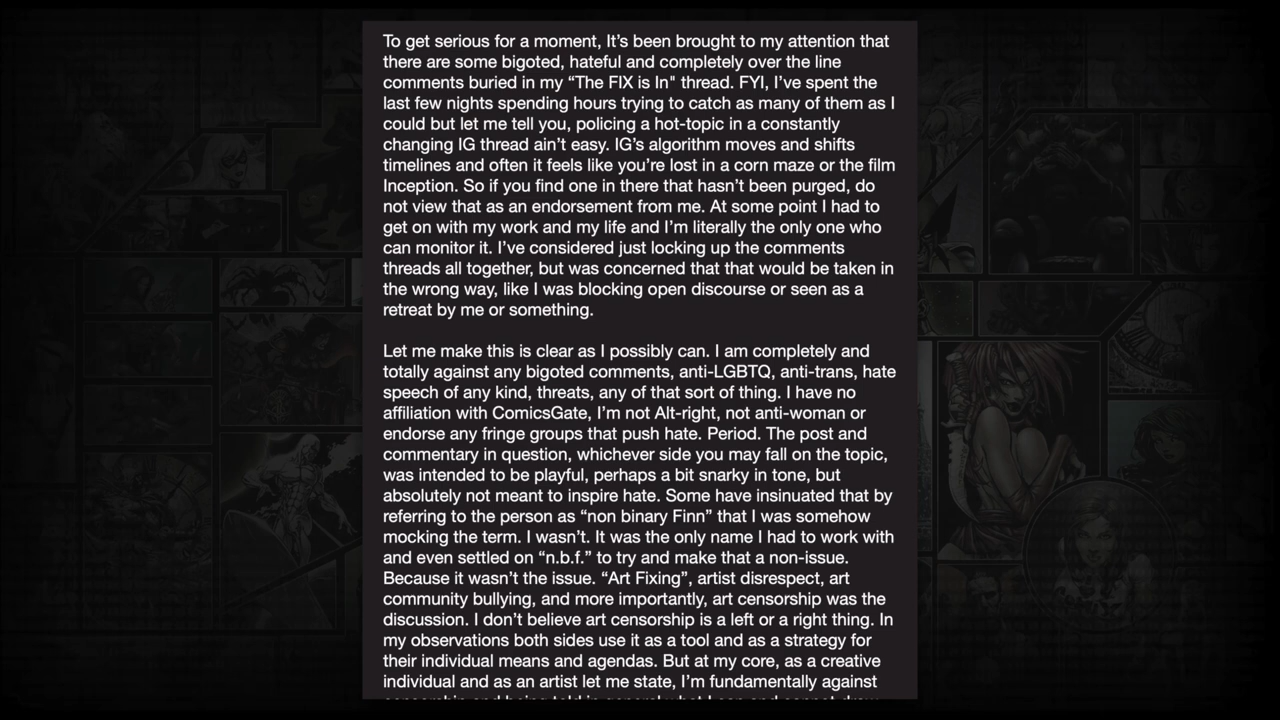 To get serious for a moment, It's been brought to my attention that
there are some bigoted, hateful and completely over the line
comments buried in my “The FIX is In" thread. FYI, I've spent the
last few nights spending hours trying to catch as many of them as I
could but let me tell you, policing a hot-topic in a constantly
changing IG thread ain't easy. IG's algorithm moves and shifts
timelines and often it feels like you're lost in a corn maze or the film
Inception. So if you find one in there that hasn't been purged, do
not view that as an endorsement from me. At some point I had to
get on with my work and my life and I'm literally the only one who
can monitor it. I've considered just locking up the comments
threads all together, but was concerned that that would be taken in
the wrong way, like I was blocking open discourse or seen as a
retreat by me or something.
Let me make this is clear as I possibly can. I am completely and
totally against any bigoted comments, anti-LGBTQ, anti-trans, hate
speech of any kind, threats, any of that sort of thing. I have no
affiliation with ComicsGate, I'm not Alt-right, not anti-woman or
endorse any fringe groups that push hate. Period. The post and
commentary in question, whichever side you may fall on the topic,
was intended to be playful, perhaps a bit snarky in tone, but
absolutely not meant to inspire hate. Some have insinuated that by
referring to the person as “non binary Finn” that I was somehow
mocking the term. I wasn't. It was the only name I had to work with
and even settled on “n.b.f.” to try and make that a non-issue.
Because it wasn't the issue. “Art Fixing”, artist disrespect, art
community bullying, and more importantly, art censorship was the
discussion. I don't believe art censorship is a left or a right thing. In
my observations both sides use it as a tool and as a strategy for
their individual means and agendas. But at my core, as a creative
individual and as an artist let me state, I'm fundamentally against